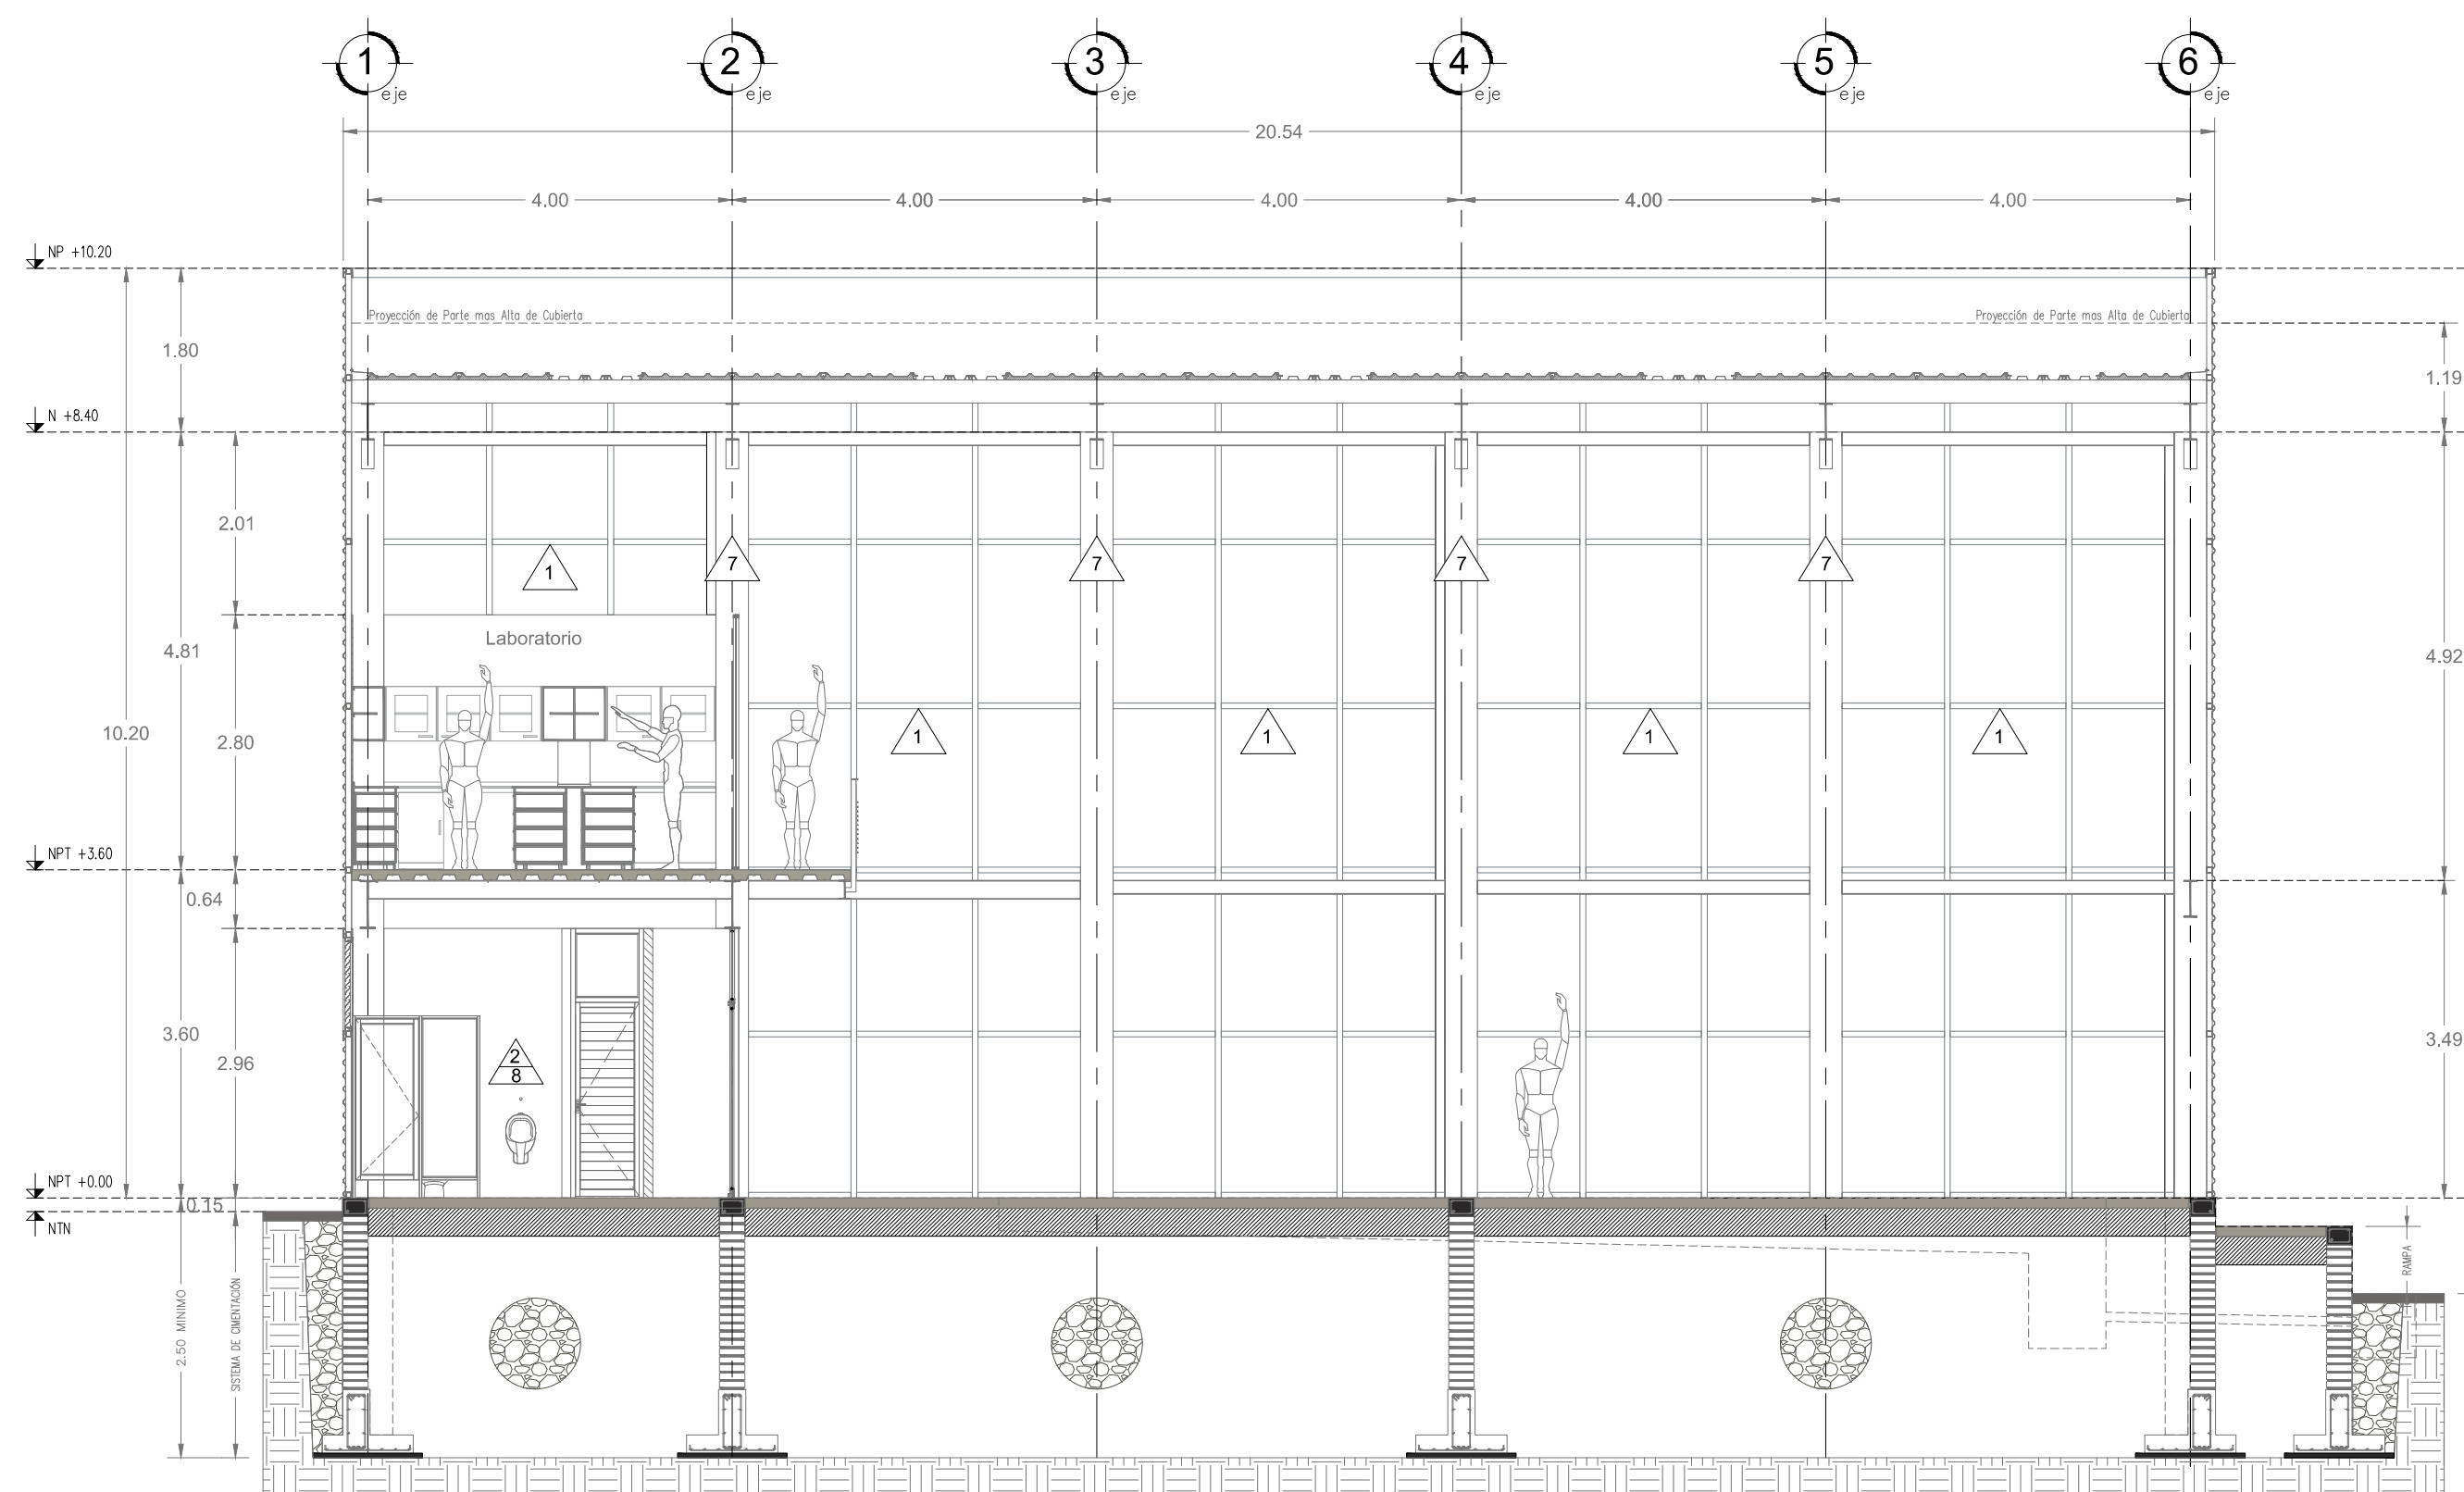 1 2 3 4 5 6
eje eje eje eje eje eje
20.54
4.00 4.00 4.00 4.00 4.00
NP +10.20
Proyección de Parte mas Alta de Cubierta Proyección de Parte mas Alta de Cubierta
1.80
1.19
N +8.40
2.01
7 7 7 7
1
Laboratorio
4.81
4.92
10.20
2.80
1 1 1 1
NPT +3.60
0.64
3.60
3.49
2.96
2
8
NPT +0.00
0.15
NTN
RAMPA
2.50 MINIMO
SISTEMA DE CIMENTACIÓN